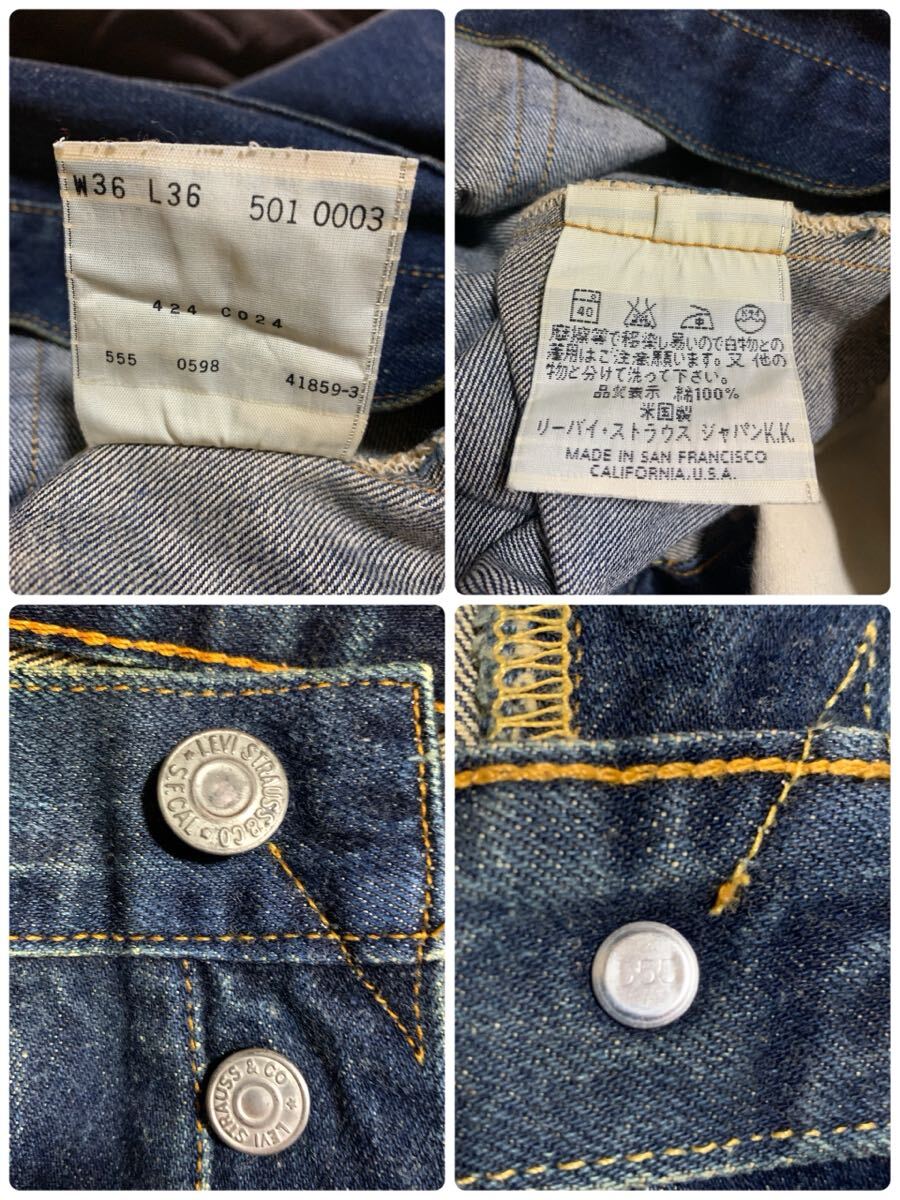 W36 L36 501 0003
424 C024
555 0598 41859-3
40
摩擦等で移染し易いので白物との
着用はご注意願います。又 他の
物と分けて洗って下さい。
品質表示 綿100%
米国製
リーバイ・ストラウス ジャパンK.K.
MADE IN SAN FRANCISCO
CALIFORNIA,U.S.A.
LEVI STRAUSS&CO
S.F.CAL
LEVI STRAUSS & CO
555